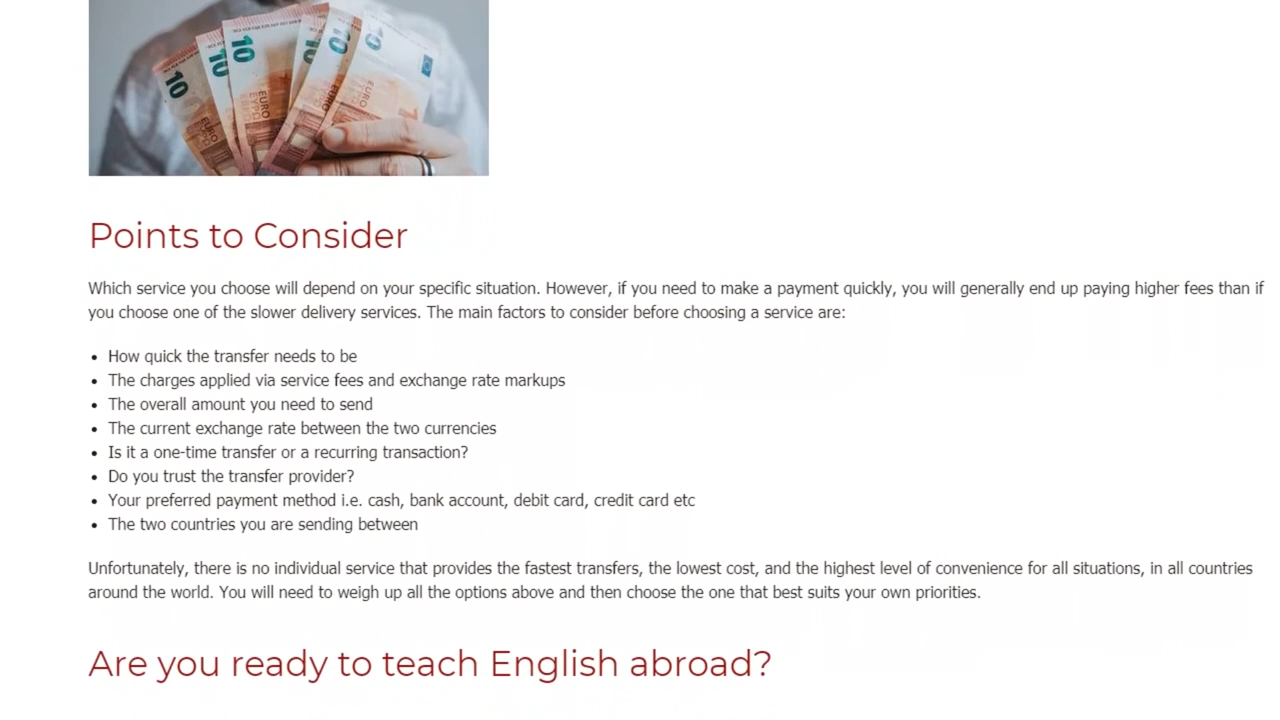 10
10
10
10
10
EURO
EURO
EURO
Points to Consider
Which service you choose will depend on your specific situation. However, if you need to make a payment quickly, you will generally end up paying higher fees than if
you choose one of the slower delivery services. The main factors to consider before choosing a service are:
• How quick the transfer needs to be
• The charges applied via service fees and exchange rate markups
• The overall amount you need to send
• The current exchange rate between the two currencies
• Is it a one-time transfer or a recurring transaction?
• Do you trust the transfer provider?
• Your preferred payment method i.e. cash, bank account, debit card, credit card etc
• The two countries you are sending between
Unfortunately, there is no individual service that provides the fastest transfers, the lowest cost, and the highest level of convenience for all situations, in all countries
around the world. You will need to weigh up all the options above and then choose the one that best suits your own priorities.
Are you ready to teach English abroad?